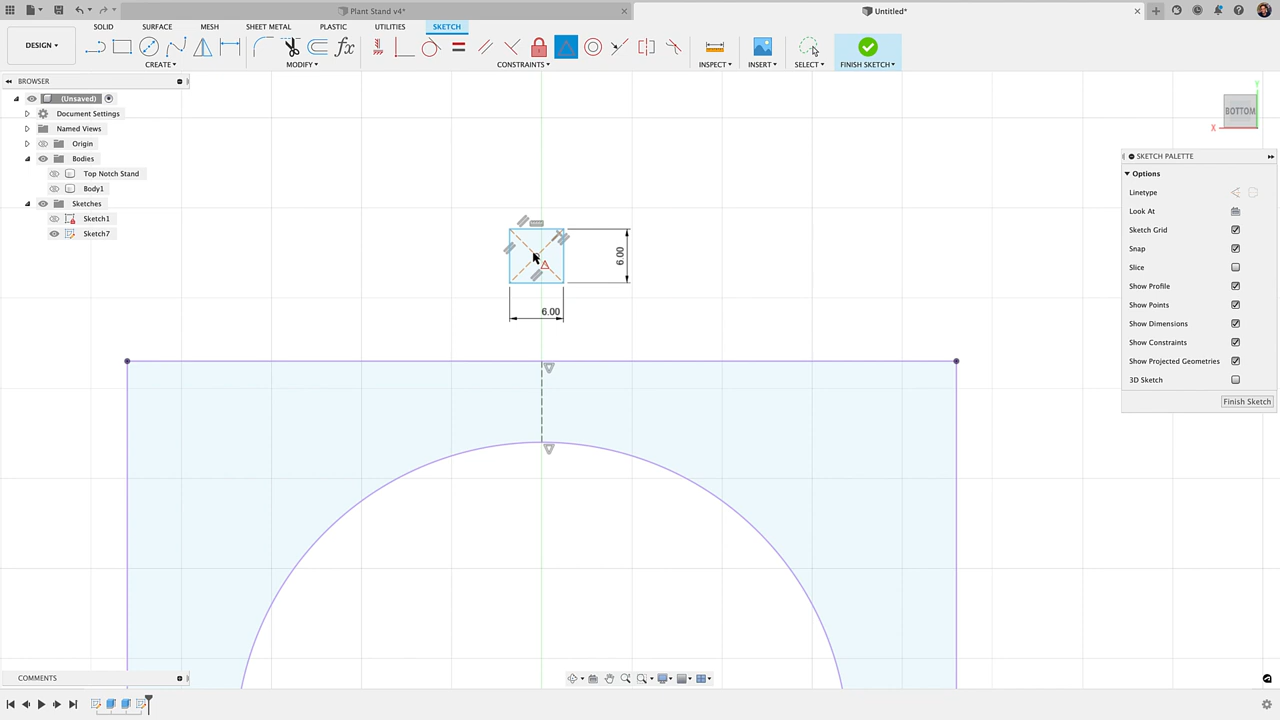 Plant Stand v4*
Untitled*
DESIGN
SOLID SURFACE MESH SHEET METAL PLASTIC UTILITIES SKETCH
fx
CREATE MODIFY CONSTRAINTS INSPECT INSERT SELECT FINISH SKETCH
BROWSER
(Unsaved)
Document Settings
Named Views
Origin
Bodies
Top Notch Stand
Body1
Sketches
Sketch1
Sketch7
6.00
6.00
Y
BOTTOM
X
SKETCH PALETTE
Options
Linetype
Look At
Sketch Grid
Snap
Slice
Show Profile
Show Points
Show Dimensions
Show Constraints
Show Projected Geometries
3D Sketch
Finish Sketch
COMMENTS